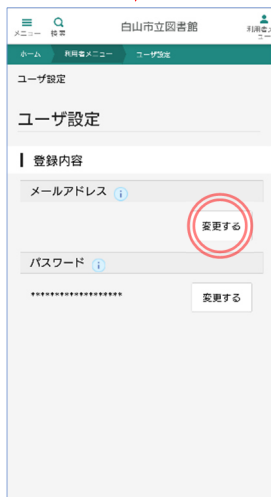 メニュー 検索 白山市立図書館 利用者メニュー
ホーム 利用者メニュー ユーザ設定
ユーザ設定
ユーザ設定
登録内容
メールアドレス i
変更する
パスワード i
******************* 変更する